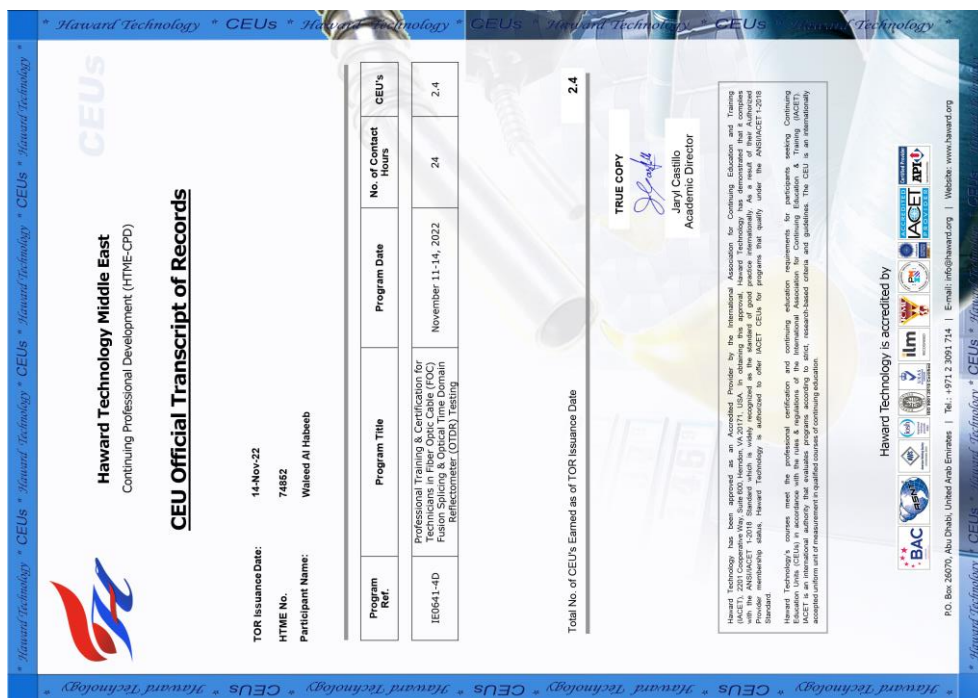 * Haward Technology * CEUs * Haward Technology * CEUs * Haward Technology * CEUs * Haward Technology *
CEUs
Haward Technology Middle East
Continuing Professional Development (HTME-CPD)
CEU Official Transcript of Records
TOR Issuance Date: 14-Nov-22
HTME No. 74852
Participant Name: Waleed Al Habeeb
Program Ref. Program Title Program Date No. of Contact Hours CEU's
IE0641-4D Professional Training & Certification for Technicians in Fiber Optic Cable (FOC) Fusion Splicing & Optical Time Domain Reflectometer (OTDR) Testing November 11-14, 2022 24 2.4
Total No. of CEU's Earned as of TOR Issuance Date 2.4
TRUE COPY
Jaryl Castillo
Academic Director
Haward Technology has been approved as an Accredited Provider by the International Association for Continuing Education and Training
(IACET), 2201 Cooperative Way, Suite 600, Herndon, VA 20171, USA. In obtaining this approval, Haward Technology has demonstrated that it complies
with the ANSI/IACET 1-2018 Standard which is widely recognized as the standard of good practice internationally. As a result of their Authorized
Provider membership status, Haward Technology is authorized to offer IACET CEUs for programs that qualify under the ANSI/IACET 1-2018
Standard.
Haward Technology's courses meet the professional certification and continuing education requirements for participants seeking Continuing
Education Units (CEUs) in accordance with the rules & regulations of the International Association for Continuing Education & Training (IACET).
IACET is an international authority that evaluates programs according to strict, research-based criteria and guidelines. The CEU is an internationally
accepted uniform unit of measurement in qualified courses of continuing education.
Haward Technology is accredited by
BAC
ilm
ACCREDITED
IACET
PROVIDER
API
P.O. Box 26070, Abu Dhabi, United Arab Emirates | Tel.: +971 2 3091 714 | E-mail: info@haward.org | Website: www.haward.org
* Haward Technology * CEUs * Haward Technology * CEUs * Haward Technology * CEUs * Haward Technology